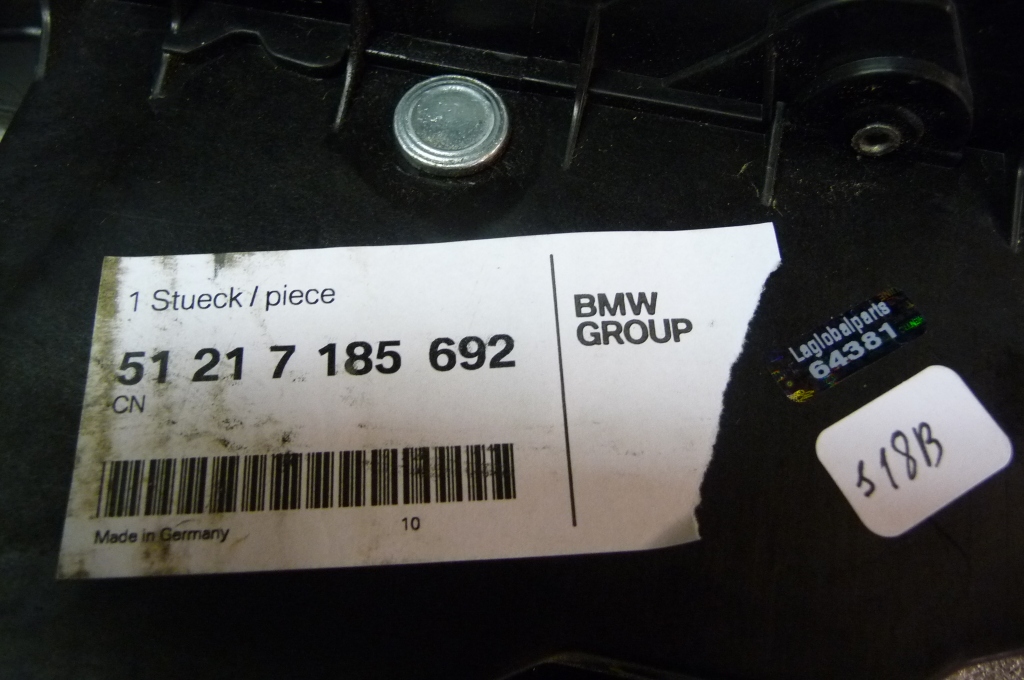 1 Stueck / piece
51 21 7 185 692
CN
Made in Germany
10
BMW
GROUP
Laglobalparts
64381
518B